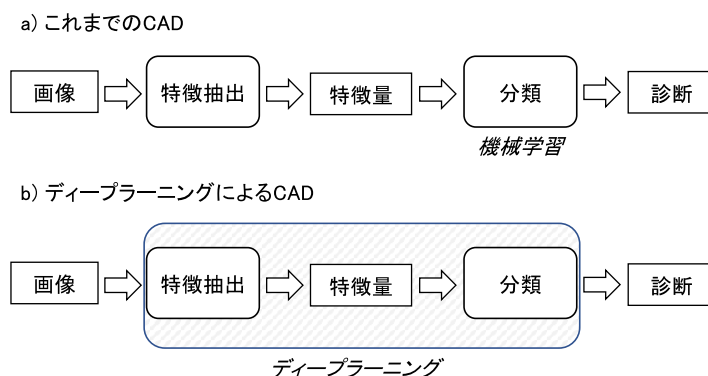 a) これまでのCAD
画像 特徴抽出 特徴量 分類 診断
機械学習
b) ディープラーニングによるCAD
画像 特徴抽出 特徴量 分類 診断
ディープラーニング